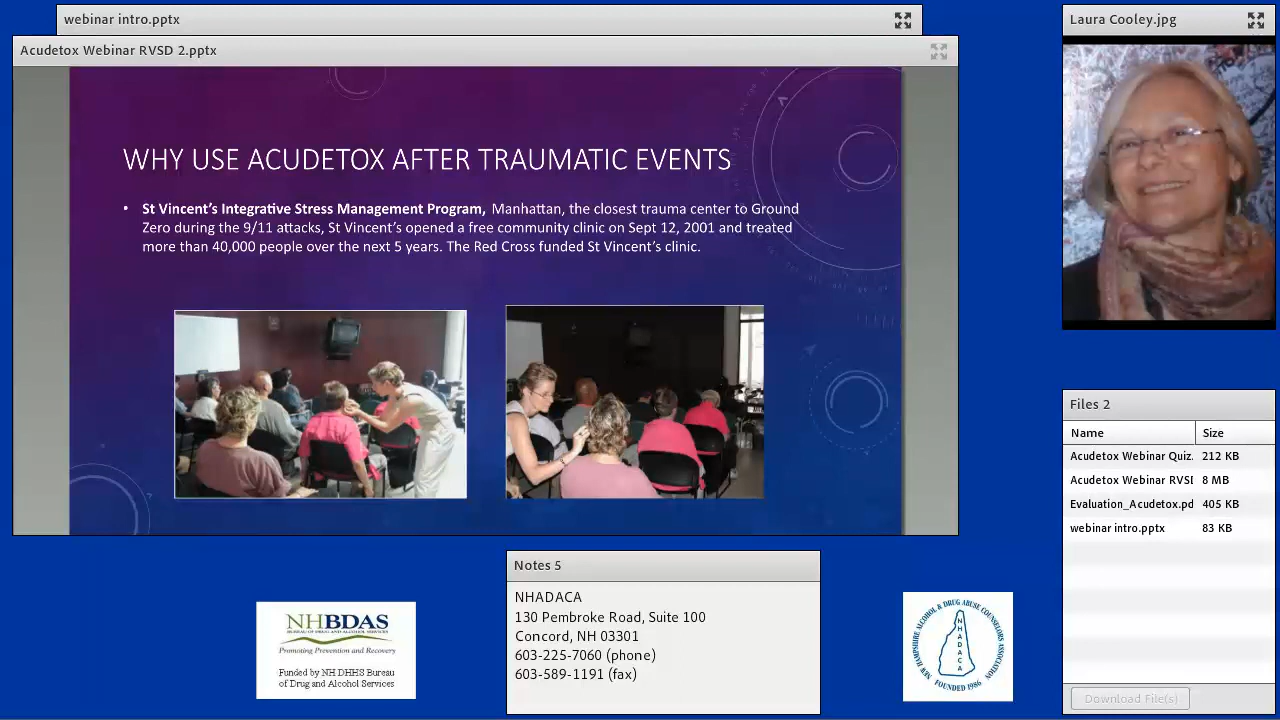 webinar intro.pptx
Acudetox Webinar RVSD 2.pptx
WHY USE ACUDETOX AFTER TRAUMATIC EVENTS
• St Vincent's Integrative Stress Management Program, Manhattan, the closest trauma center to Ground
Zero during the 9/11 attacks, St Vincent's opened a free community clinic on Sept 12, 2001 and treated
more than 40,000 people over the next 5 years. The Red Cross funded St Vincent's clinic.
Laura Cooley.jpg
Files 2
Name Size
Acudetox Webinar Quiz. 212 KB
Acudetox Webinar RVSD 8 MB
Evaluation_Acudetox.pd 405 KB
webinar intro.pptx 83 KB
Download File(s)
NHBDAS
BUREAU OF DRUG AND ALCOHOL SERVICES
Promoting Prevention and Recovery
Funded by NH DHHS Bureau
of Drug and Alcohol Services
Notes 5
NHADACA
130 Pembroke Road, Suite 100
Concord, NH 03301
603-225-7060 (phone)
603-589-1191 (fax)
NEW HAMPSHIRE ALCOHOL & DRUG ABUSE COUNSELORS ASSOCIATION
NHADACA
FOUNDED 1986